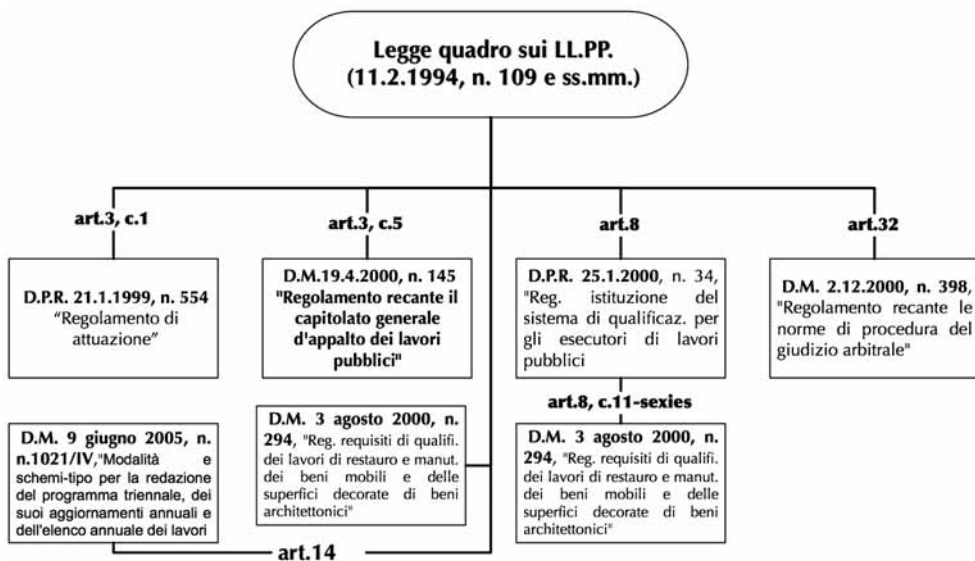 Legge quadro sui LL.PP.
(11.2.1994, n. 109 e ss.mm.)
art.3, c.1
art.3, c.5
art.8
art.32
D.P.R. 21.1.1999, n. 554
“Regolamento di
attuazione”
D.M.19.4.2000, n. 145
"Regolamento recante il
capitolato generale
d'appalto dei lavori
pubblici"
D.P.R. 25.1.2000, n. 34,
"Reg. istituzione del
sistema di qualificaz. per
gli esecutori di lavori
pubblici
D.M. 2.12.2000, n. 398,
"Regolamento recante le
norme di procedura del
giudizio arbitrale"
art.8, c.11-sexies
D.M. 9 giugno 2005, n.
n.1021/IV,"Modalità e
schemi-tipo per la redazione
del programma triennale, dei
suoi aggiornamenti annuali e
dell'elenco annuale dei lavori
D.M. 3 agosto 2000, n.
294, "Reg. requisiti di qualifi.
dei lavori di restauro e manut.
dei beni mobili e delle
superfici decorate di beni
architettonici"
D.M. 3 agosto 2000, n.
294, "Reg. requisiti di qualifi.
dei lavori di restauro e manut.
dei beni mobili e delle
superfici decorate di beni
architettonici"
art.14